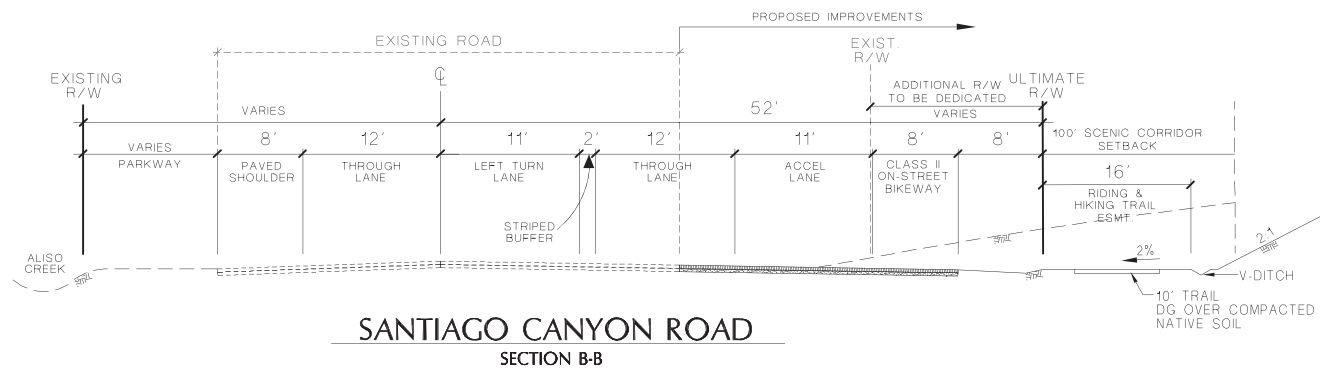 PROPOSED IMPROVEMENTS
EXISTING ROAD
EXIST.
R/W
EXISTING
R/W
℄
ADDITIONAL R/W
TO BE DEDICATED
ULTIMATE
R/W
VARIES
52'
VARIES
VARIES
8'
12'
11'
2'
12'
11'
8'
8'
100' SCENIC CORRIDOR
SETBACK
PARKWAY
PAVED
SHOULDER
THROUGH
LANE
LEFT TURN
LANE
THROUGH
LANE
ACCEL
LANE
CLASS II
ON-STREET
BIKEWAY
16'
RIDING &
HIKING TRAIL
ESMT.
STRIPED
BUFFER
ALISO
CREEK
2%
2:1
V-DITCH
10' TRAIL
DG OVER COMPACTED
NATIVE SOIL
SANTIAGO CANYON ROAD
SECTION B-B